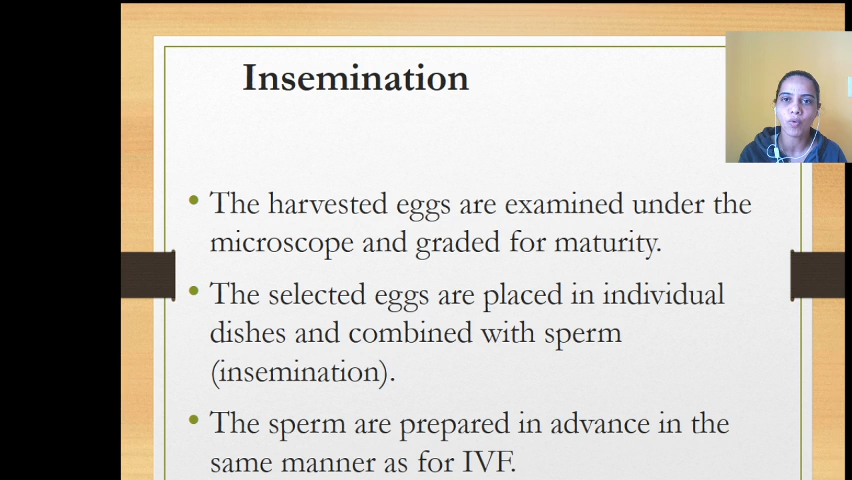 Insemination
• The harvested eggs are examined under the
microscope and graded for maturity.
• The selected eggs are placed in individual
dishes and combined with sperm
(insemination).
• The sperm are prepared in advance in the
same manner as for IVF.